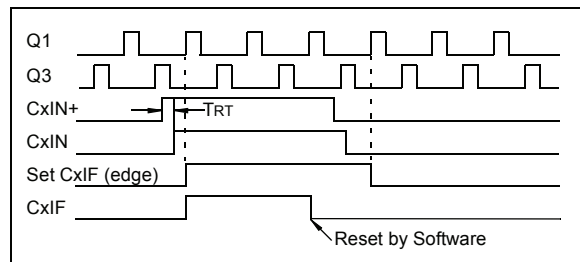 Q1
Q3
CxIN+
TRT
CxIN
Set CxIF (edge)
CxIF
Reset by Software